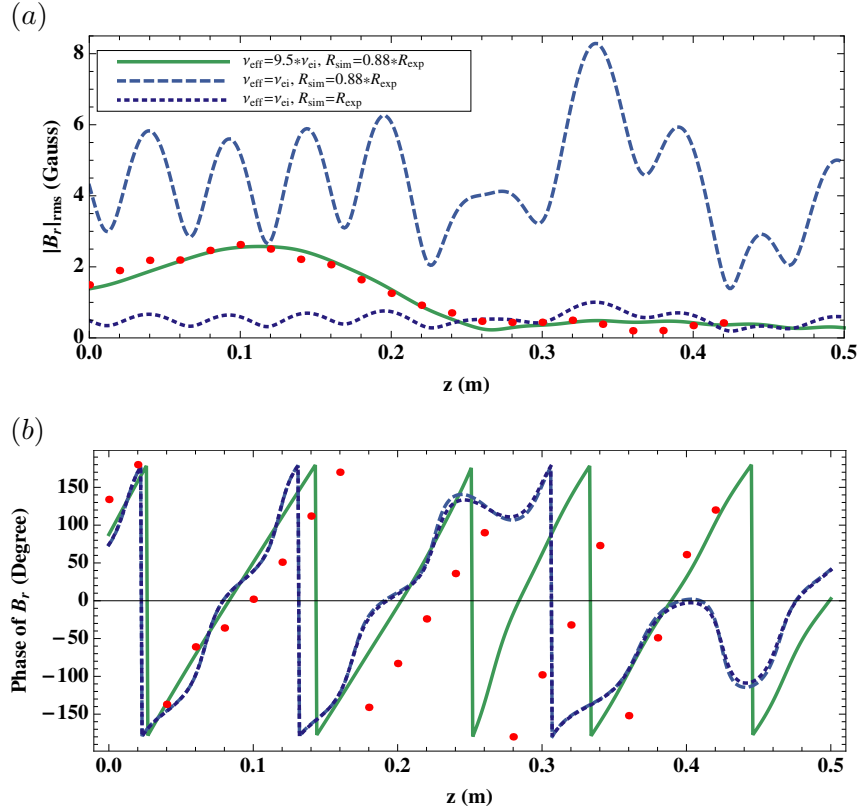 (a)
ν_eff=9.5*ν_ei, R_sim=0.88*R_exp
ν_eff=ν_ei, R_sim=0.88*R_exp
ν_eff=ν_ei, R_sim=R_exp
|B_r|_rms (Gauss)
8
6
4
2
0
0.0 0.1 0.2 0.3 0.4 0.5
z (m)
(b)
Phase of B_r (Degree)
150
100
50
0
−50
−100
−150
0.0 0.1 0.2 0.3 0.4 0.5
z (m)